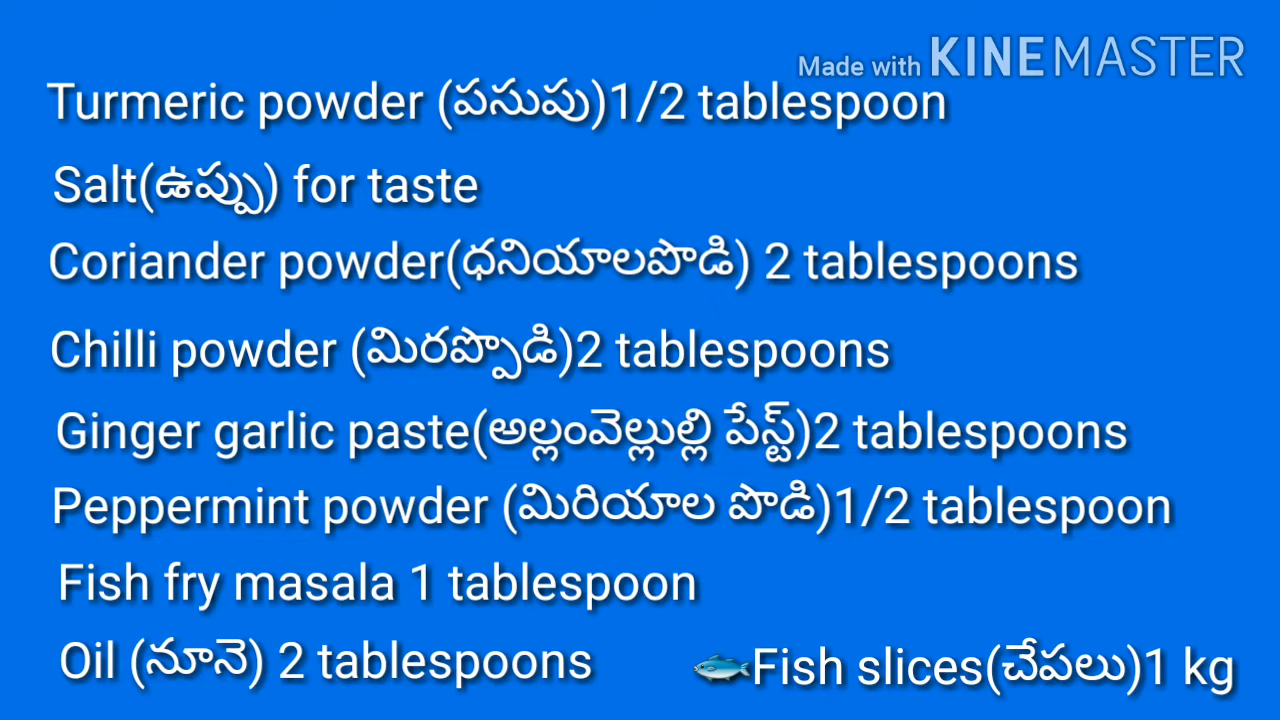 Made with KINEMASTER
Turmeric powder (పసుపు)1/2 tablespoon
Salt(ఉప్పు) for taste
Coriander powder(ధనియాలపొడి) 2 tablespoons
Chilli powder (మిరప్పొడి)2 tablespoons
Ginger garlic paste(అల్లంవెల్లుల్లి పేస్ట్)2 tablespoons
Peppermint powder (మిరియాల పొడి)1/2 tablespoon
Fish fry masala 1 tablespoon
Oil (నూనె) 2 tablespoons
🐟Fish slices(చేపలు)1 kg